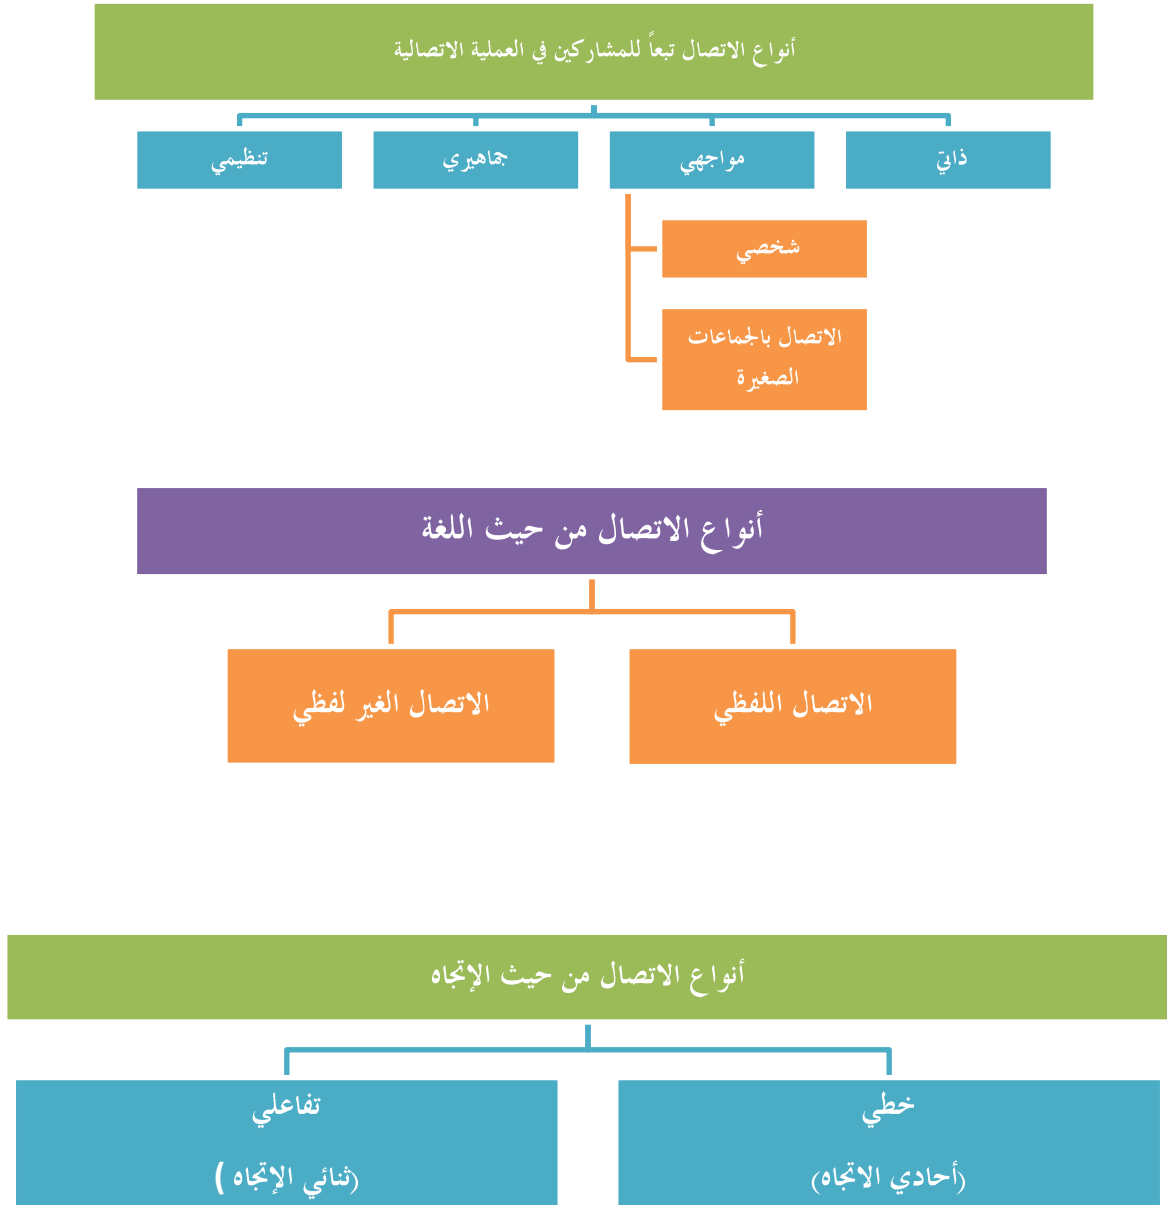 أنواع الاتصال تبعاً للمشاركين في العملية الاتصالية
ذاتي
مواجهي
جماهيري
تنظيمي
شخصي
الاتصال بالجماعات
الصغيرة
أنواع الاتصال من حيث اللغة
الاتصال اللفظي
الاتصال الغير لفظي
أنواع الاتصال من حيث الإتجاه
خطي
(أحادي الاتجاه)
تفاعلي
(ثنائي الإتجاه )